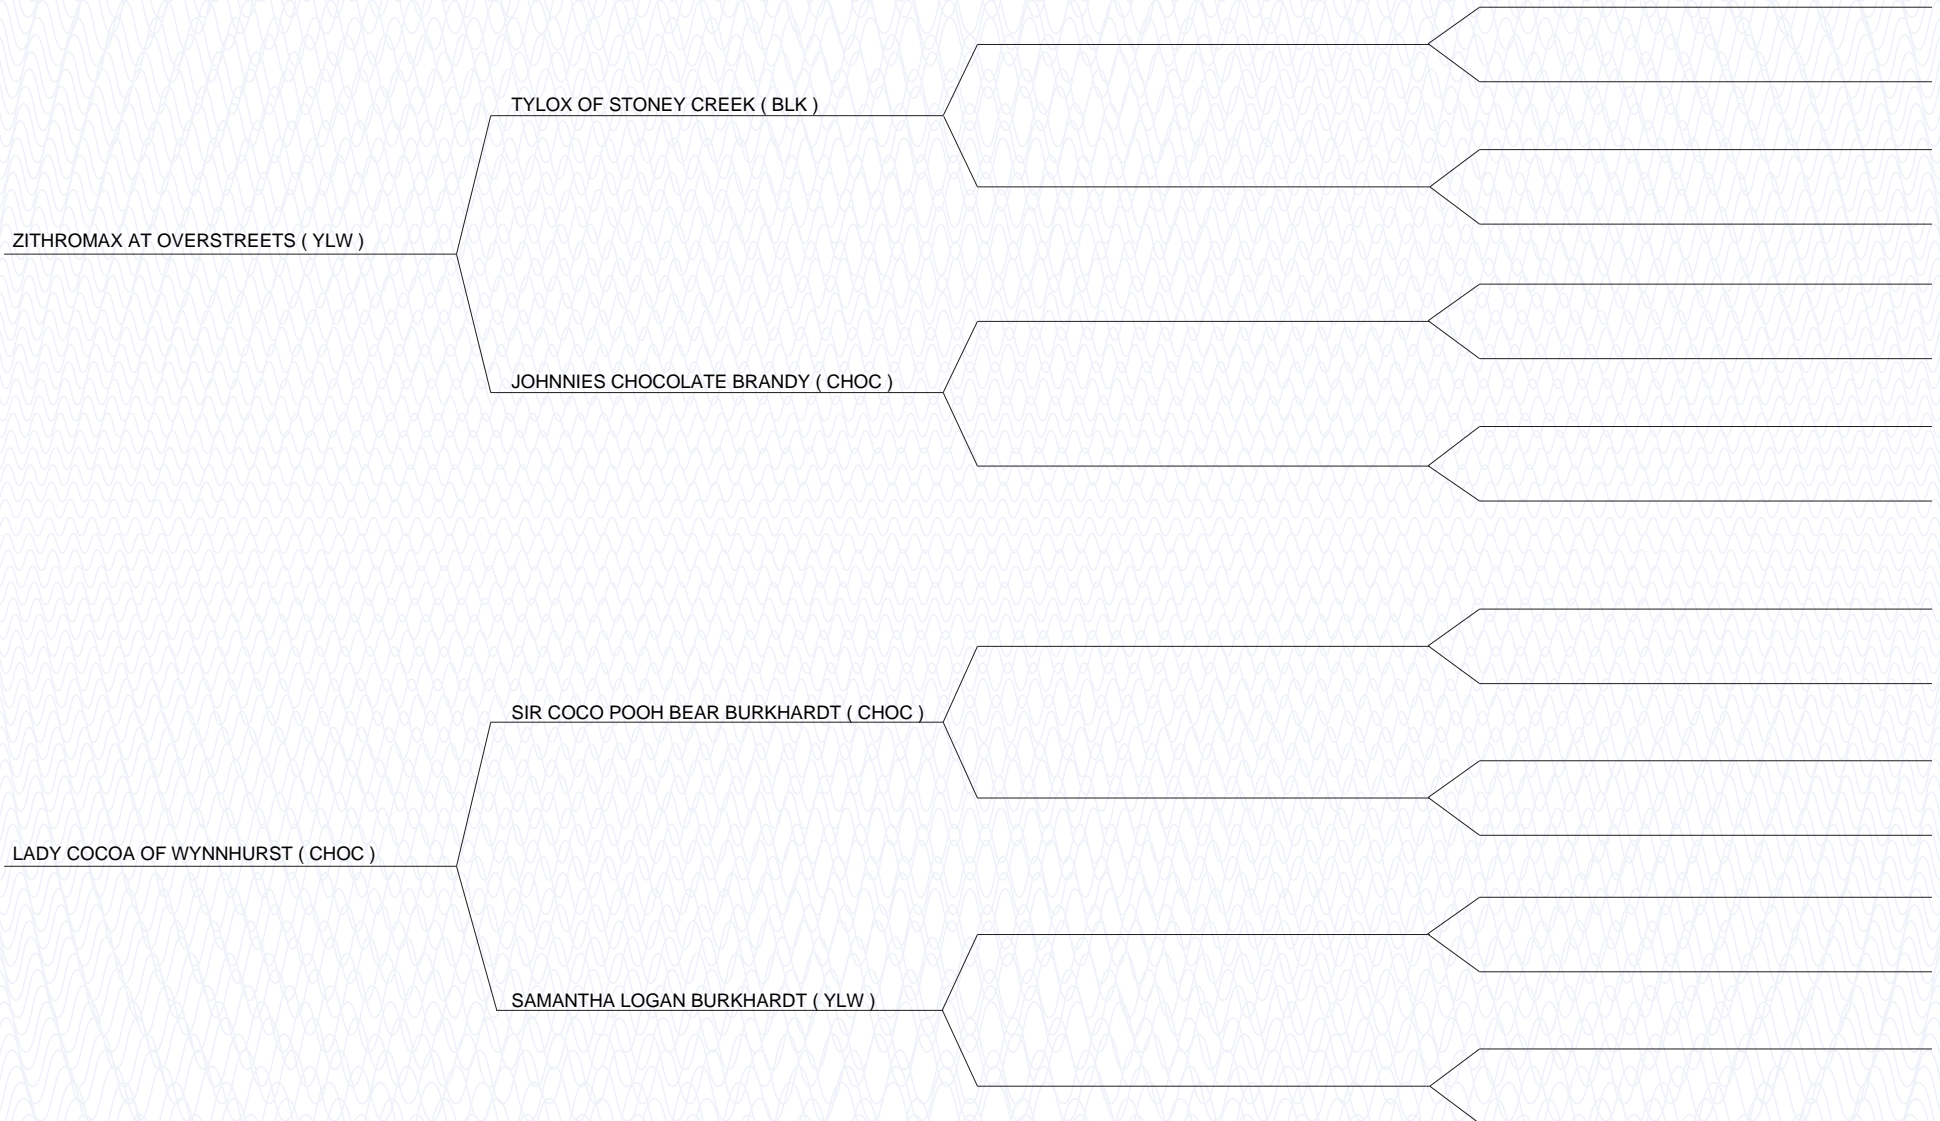 TYLOX OF STONEY CREEK ( BLK )
ZITHROMAX AT OVERSTREETS ( YLW )
JOHNNIES CHOCOLATE BRANDY ( CHOC )
SIR COCO POOH BEAR BURKHARDT ( CHOC )
LADY COCOA OF WYNNHURST ( CHOC )
SAMANTHA LOGAN BURKHARDT ( YLW )